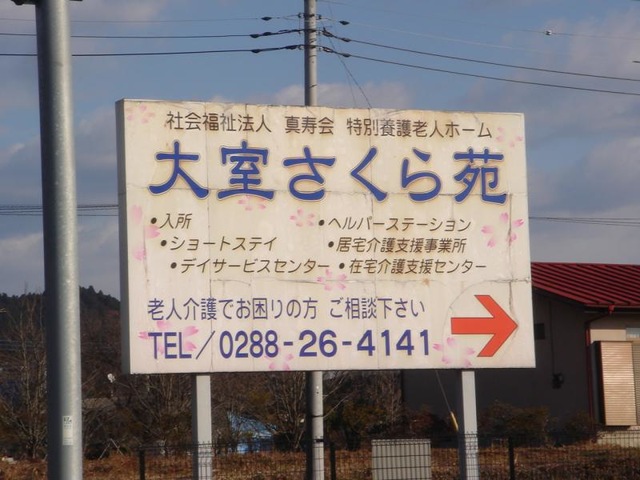 社会福祉法人 真寿会 特別養護老人ホーム
大室さくら苑
・入所 ・ヘルパーステーション
・ショートステイ ・居宅介護支援事業所
・デイサービスセンター ・在宅介護支援センター
老人介護でお困りの方 ご相談下さい
TEL/0288-26-4141